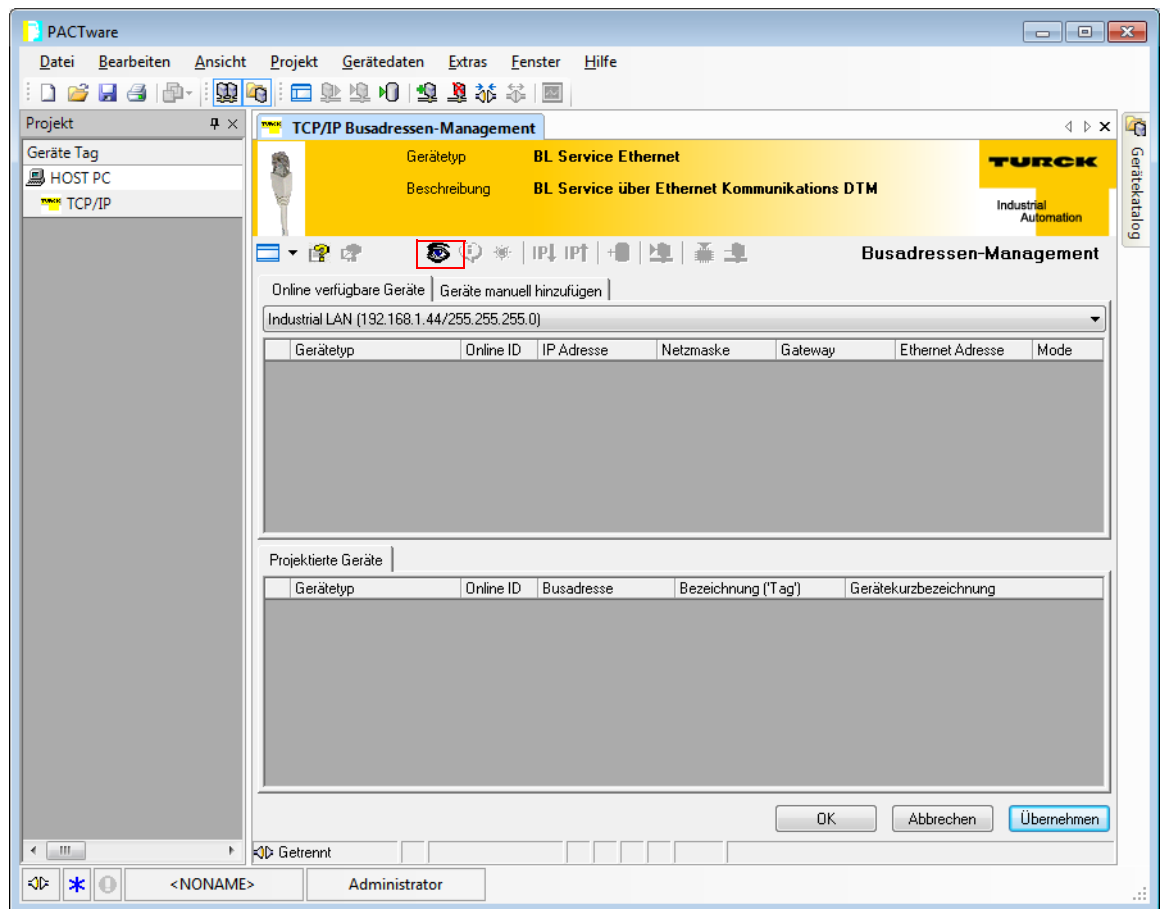 PACTware
Datei Bearbeiten Ansicht Projekt Gerätedaten Extras Fenster Hilfe
Projekt
Geräte Tag
HOST PC
TURCK TCP/IP
TURCK TCP/IP Busadressen-Management
Gerätetyp BL Service Ethernet
Beschreibung BL Service über Ethernet Kommunikations DTM
TURCK
Industrial
Automation
Gerätekatalog
IP IP
Busadressen-Management
Online verfügbare Geräte Geräte manuell hinzufügen
Industrial LAN (192.168.1.44/255.255.255.0)
Gerätetyp Online ID IP Adresse Netzmaske Gateway Ethernet Adresse Mode
Projektierte Geräte
Gerätetyp Online ID Busadresse Bezeichnung ('Tag') Gerätekurzbezeichnung
OK Abbrechen Übernehmen
Getrennt
<NONAME> Administrator